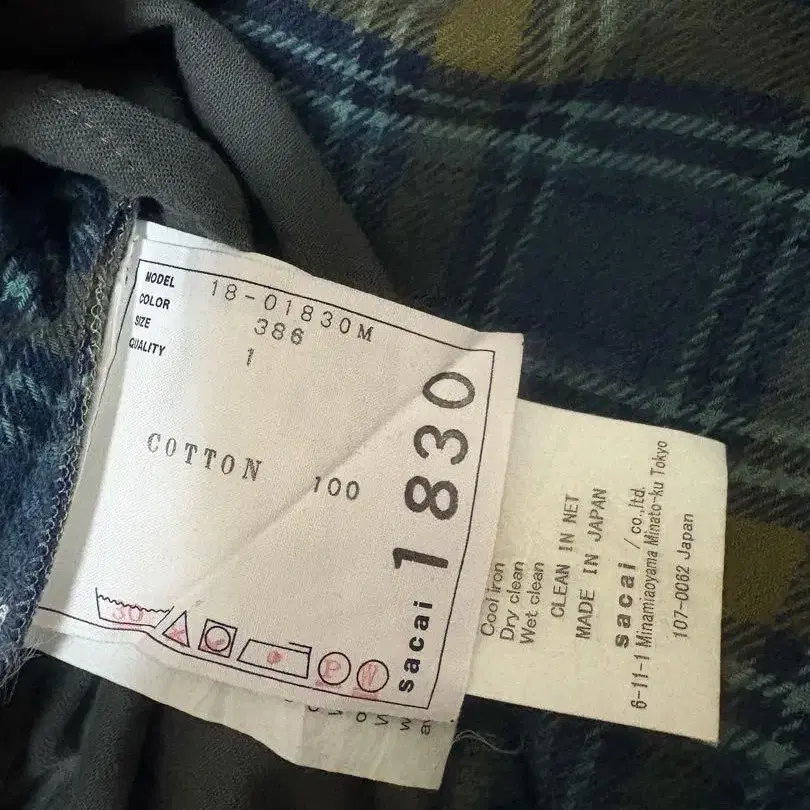 MODEL 18-01830M
COLOR 386
SIZE 1
QUALITY
COTTON 100
sacai 1830
30
P W
Cool iron
Dry clean
Wet clean
CLEAN IN NET
MADE IN JAPAN
sacai / co.,ltd.
6-11-1 Minamiaoyama Minato-ku Tokyo
107-0062 Japan